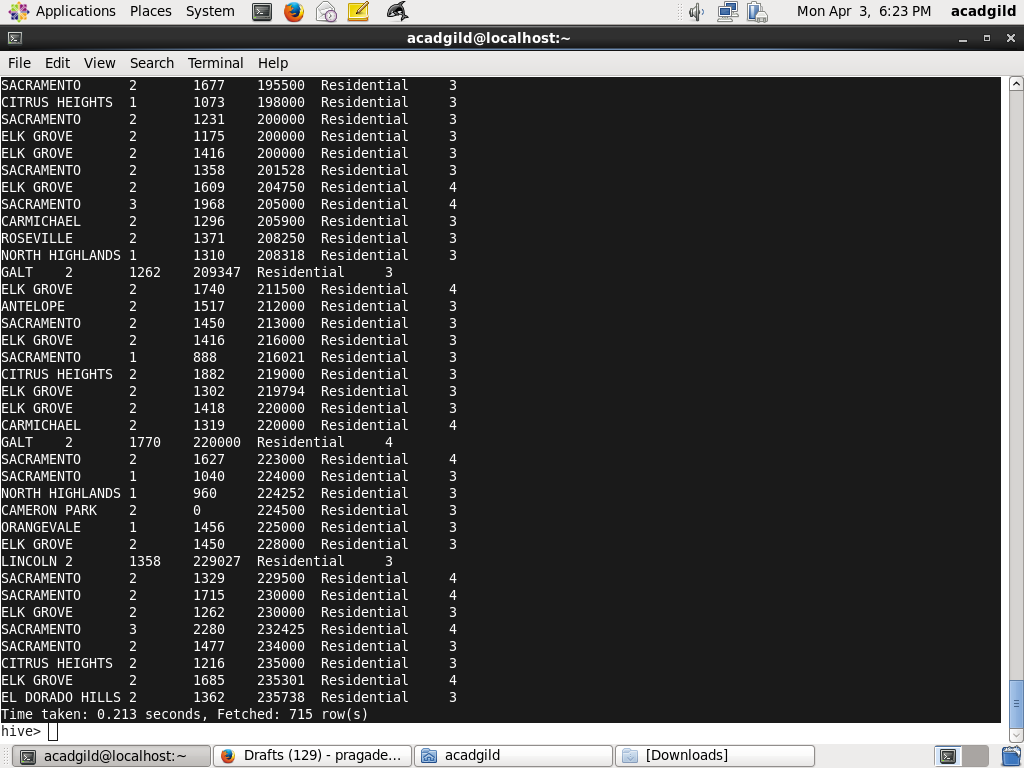 Applications Places System Mon Apr 3, 6:23 PM acadgild
acadgild@localhost:~
File Edit View Search Terminal Help
SACRAMENTO 2 1677 195500 Residential 3
CITRUS HEIGHTS 1 1073 198000 Residential 3
SACRAMENTO 2 1231 200000 Residential 3
ELK GROVE 2 1175 200000 Residential 3
ELK GROVE 2 1416 200000 Residential 3
SACRAMENTO 2 1358 201528 Residential 3
ELK GROVE 2 1609 204750 Residential 4
SACRAMENTO 3 1968 205000 Residential 4
CARMICHAEL 2 1296 205900 Residential 3
ROSEVILLE 2 1371 208250 Residential 3
NORTH HIGHLANDS 1 1310 208318 Residential 3
GALT 2 1262 209347 Residential 3
ELK GROVE 2 1740 211500 Residential 4
ANTELOPE 2 1517 212000 Residential 3
SACRAMENTO 2 1450 213000 Residential 3
ELK GROVE 2 1416 216000 Residential 3
SACRAMENTO 1 888 216021 Residential 3
CITRUS HEIGHTS 2 1882 219000 Residential 3
ELK GROVE 2 1302 219794 Residential 3
ELK GROVE 2 1418 220000 Residential 3
CARMICHAEL 2 1319 220000 Residential 4
GALT 2 1770 220000 Residential 4
SACRAMENTO 2 1627 223000 Residential 4
SACRAMENTO 1 1040 224000 Residential 3
NORTH HIGHLANDS 1 960 224252 Residential 3
CAMERON PARK 2 0 224500 Residential 3
ORANGEVALE 1 1456 225000 Residential 3
ELK GROVE 2 1450 228000 Residential 3
LINCOLN 2 1358 229027 Residential 3
SACRAMENTO 2 1329 229500 Residential 4
SACRAMENTO 2 1715 230000 Residential 4
ELK GROVE 2 1262 230000 Residential 3
SACRAMENTO 3 2280 232425 Residential 4
SACRAMENTO 2 1477 234000 Residential 3
CITRUS HEIGHTS 2 1216 235000 Residential 3
ELK GROVE 2 1685 235301 Residential 4
EL DORADO HILLS 2 1362 235738 Residential 3
Time taken: 0.213 seconds, Fetched: 715 row(s)
hive>
acadgild@localhost:~ Drafts (129) - pragade... acadgild [Downloads]